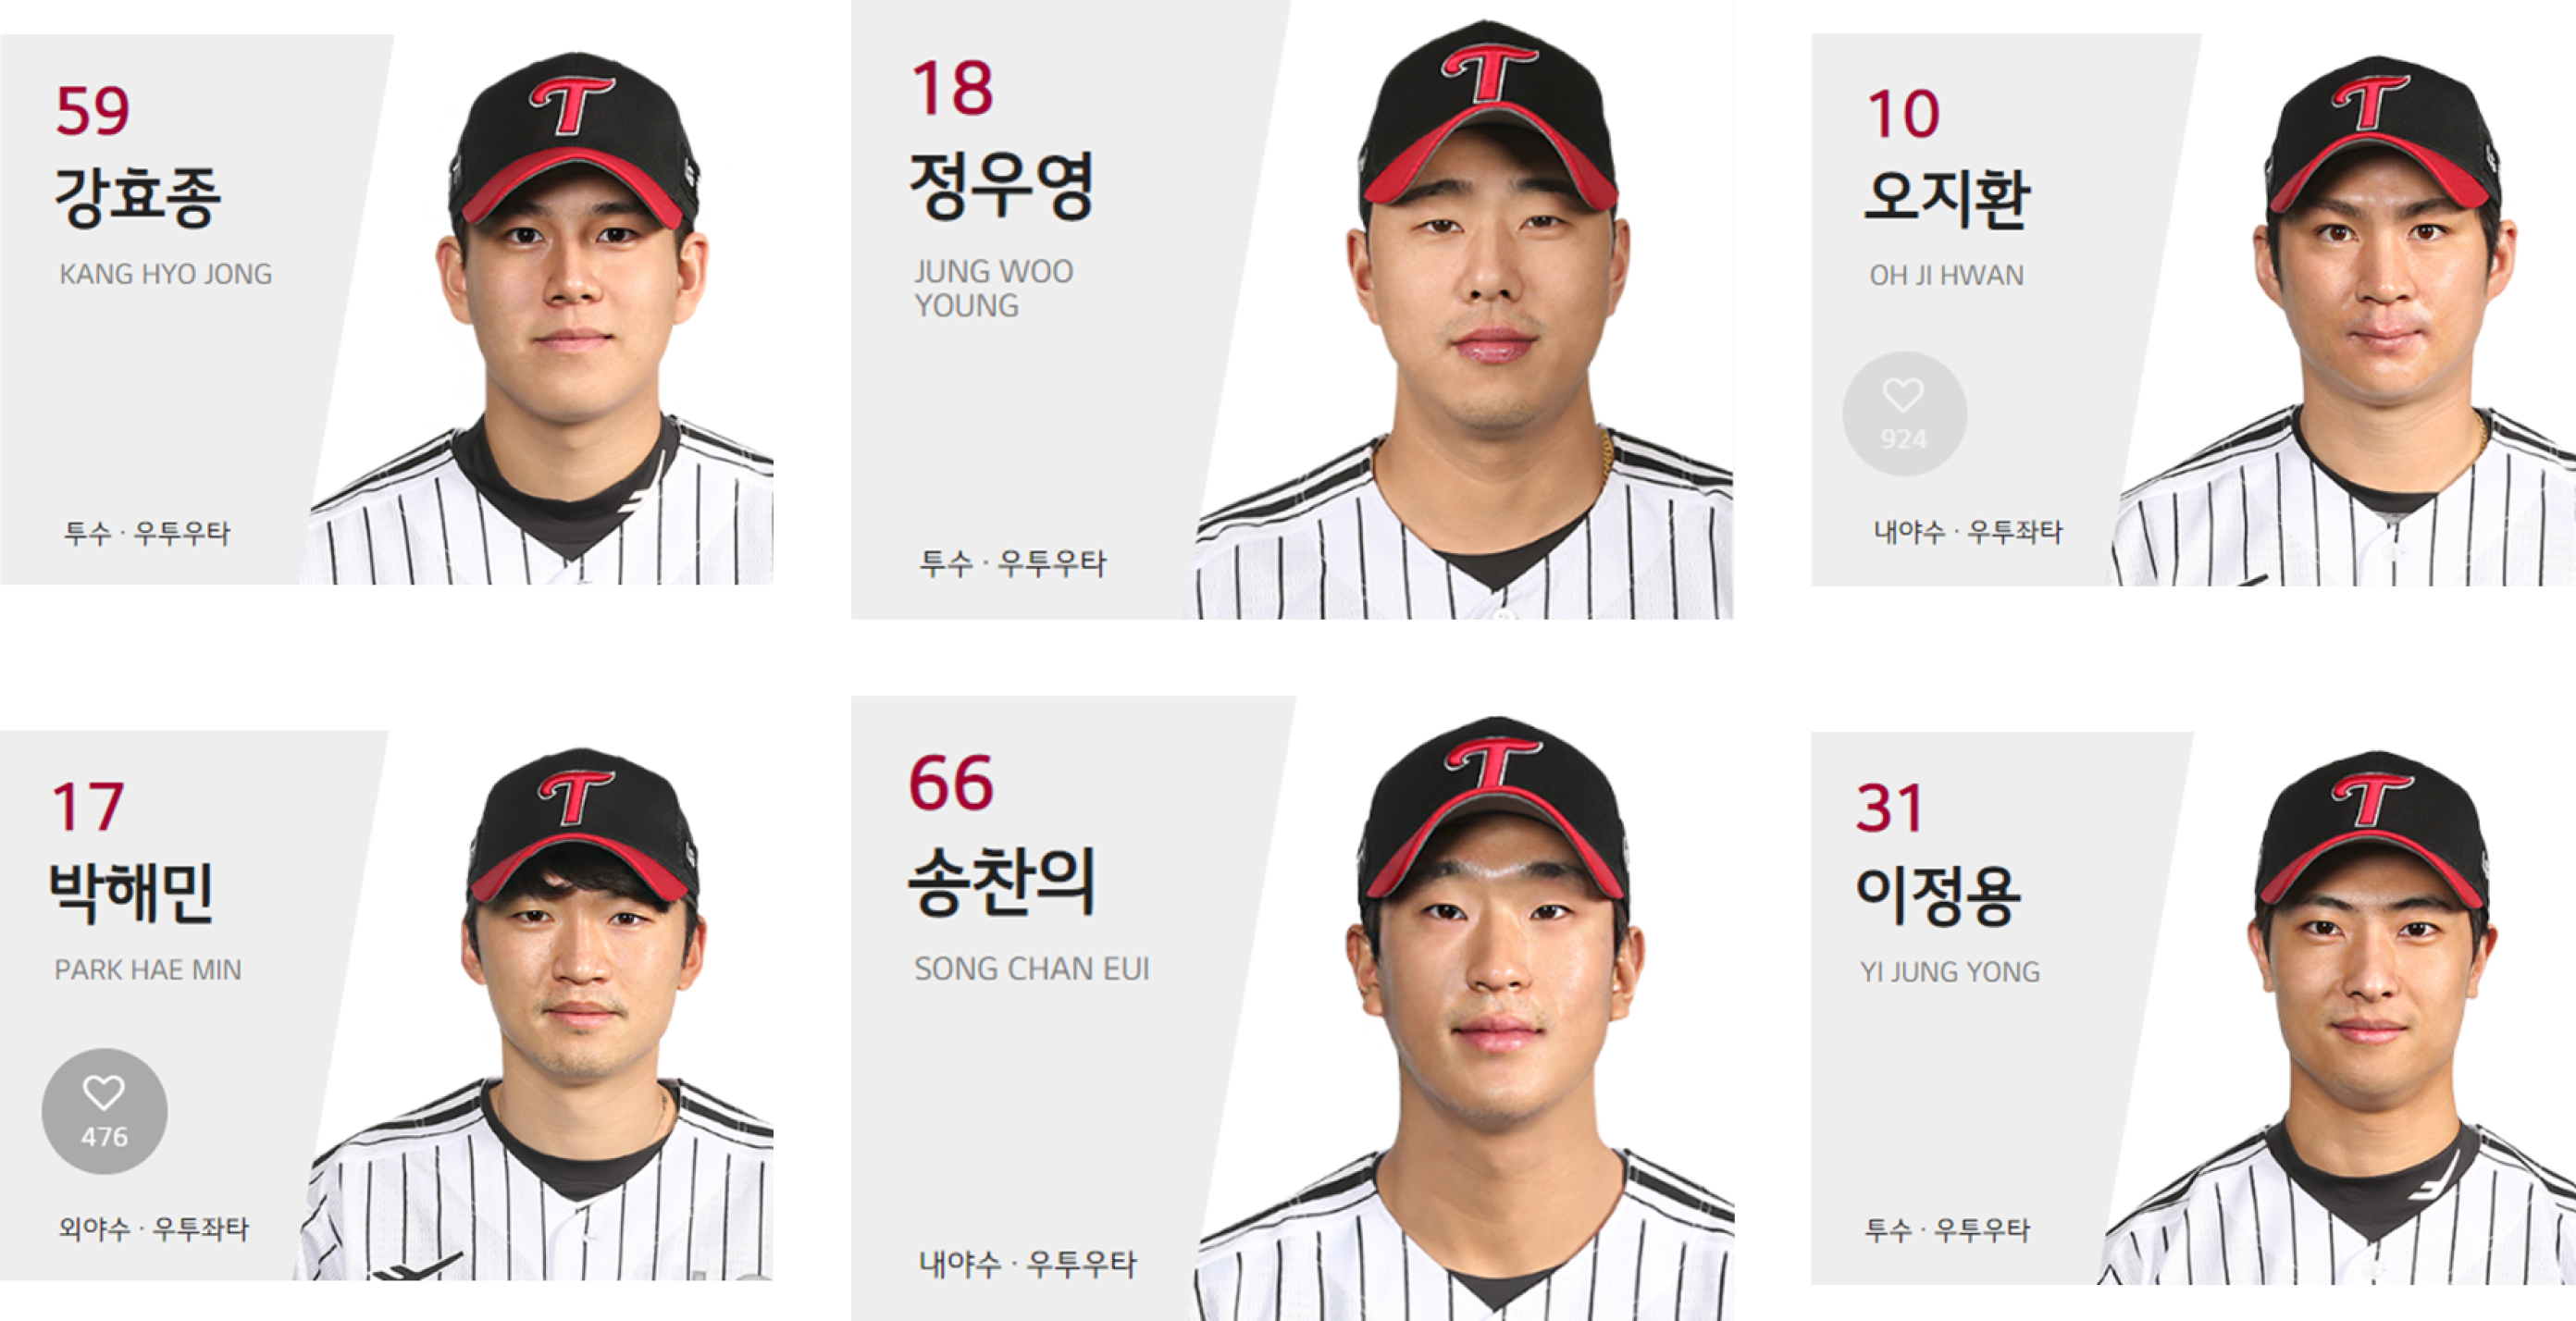 59
강효종
KANG HYO JONG
투수 · 우투우타
18
정우영
JUNG WOO
YOUNG
투수 · 우투우타
10
오지환
OH JI HWAN
924
내야수 · 우투좌타
17
박해민
PARK HAE MIN
476
외야수 · 우투좌타
66
송찬의
SONG CHAN EUI
내야수 · 우투우타
31
이정용
YI JUNG YONG
투수 · 우투우타